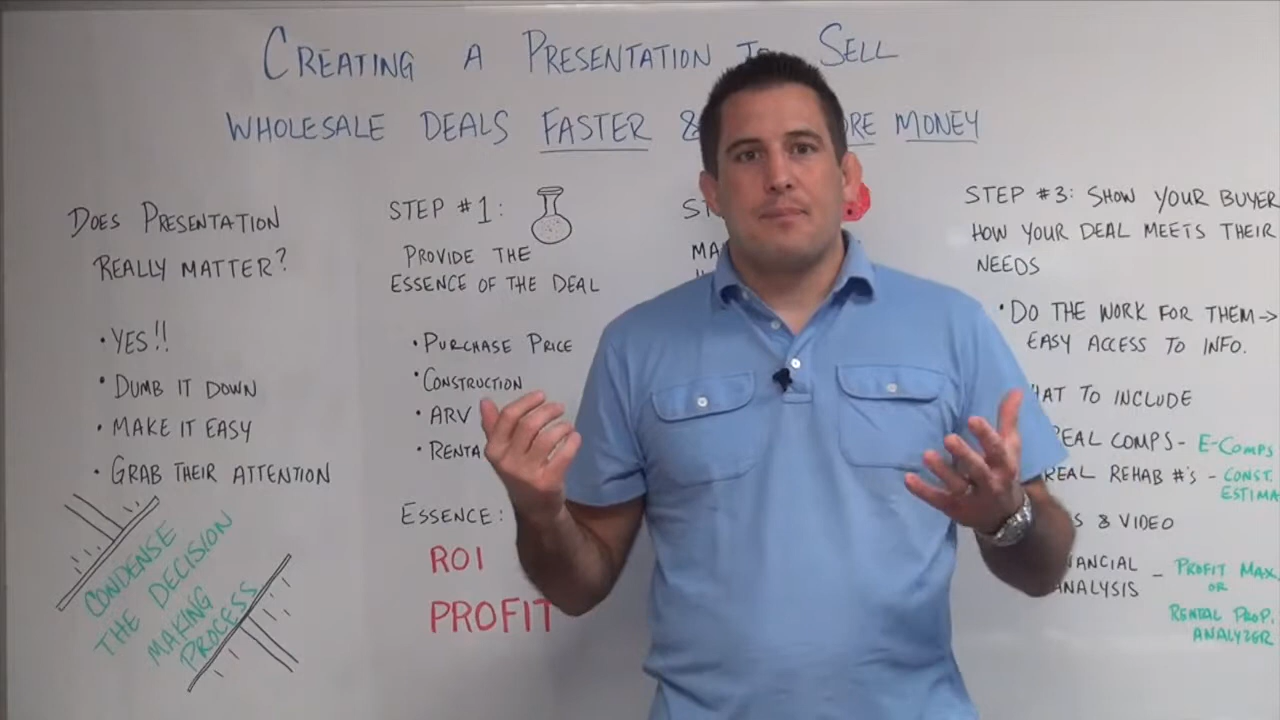 CREATING A PRESENTATION TO SELL
WHOLESALE DEALS FASTER & MONEY
DOES PRESENTATION
REALLY MATTER?
• YES!!
• DUMB IT DOWN
• MAKE IT EASY
• GRAB THEIR ATTENTION
CONDENSE
THE DECISION
MAKING
PROCESS
STEP #1:
PROVIDE THE
ESSENCE OF THE DEAL
• PURCHASE PRICE
• CONSTRUCTION
• ARV
• RENTA
ESSENCE:
ROI
PROFIT
ST
MA
STEP #3: SHOW YOUR BUYER
HOW YOUR DEAL MEETS THEIR
NEEDS
• DO THE WORK FOR THEM →
EASY ACCESS TO INFO.
HAT TO INCLUDE
REAL COMPS - E-COMPS
REAL REHAB #'S - CONST.
ESTIMA
S & VIDEO
NANCIAL
ANALYSIS - PROFIT MAX.
OR
RENTAL PROP.
ANALYZER